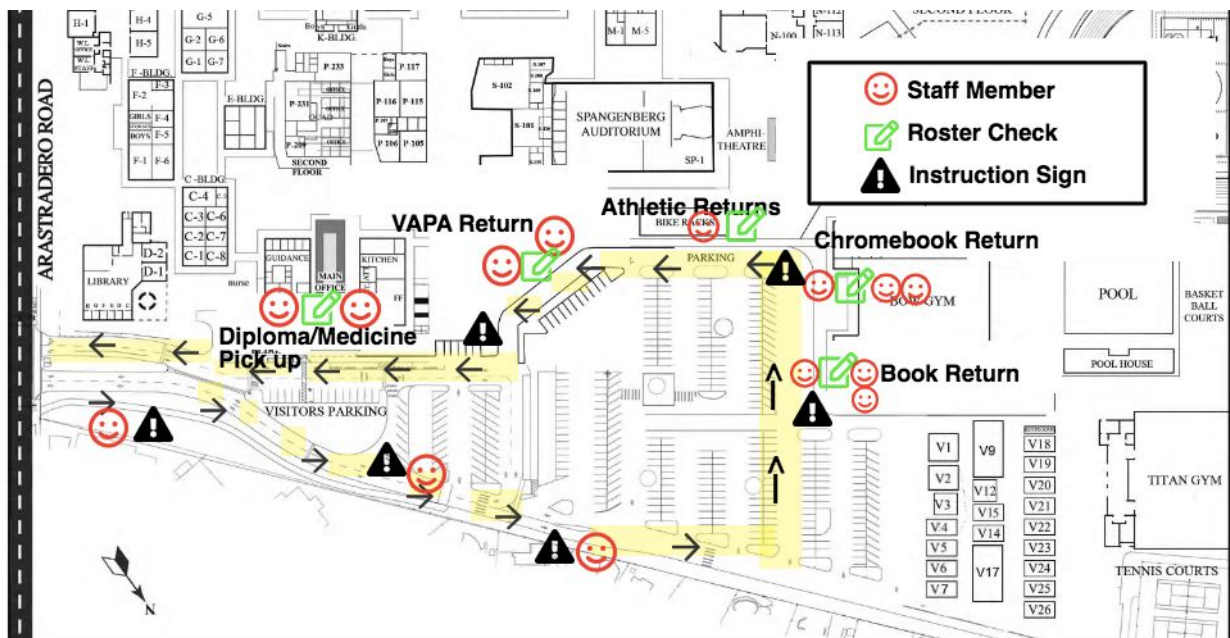 H-1
H-4
H-5
G-5
G-2
G-6
G-1
G-7
K-BLDG.
M-1
M-5
N-100
N-112
N-113
SECOND FLOOR
F-BLDG.
F-3
F-2
GIRLS
F-4
BOYS
F-5
F-1
F-6
E-BLDG.
P-233
P-231
P-209
SECOND
FLOOR
P-117
P-116
P-115
P-106
P-105
S-102
S-101
SPANGENBERG
AUDITORIUM
SP-1
AMPHI-
THEATRE
Staff Member
Roster Check
Instruction Sign
ARASTRADERO ROAD
C-BLDG.
C-4
C-3
C-6
C-2
C-7
C-1
C-8
LIBRARY
D-2
D-1
nurse
GUIDANCE
MAIN
OFFICE
KITCHEN
VAPA Return
Athletic Returns
BIKE RACKS
PARKING
Chromebook Return
BOW GYM
POOL
BASKET
BALL
COURTS
POOL HOUSE
Diploma/Medicine
Pick up
VISITORS PARKING
Book Return
V1
V2
V3
V4
V5
V6
V7
V9
V12
V15
V14
V17
V18
V19
V20
V21
V22
V23
V24
V25
V26
TITAN GYM
TENNIS COURTS
N